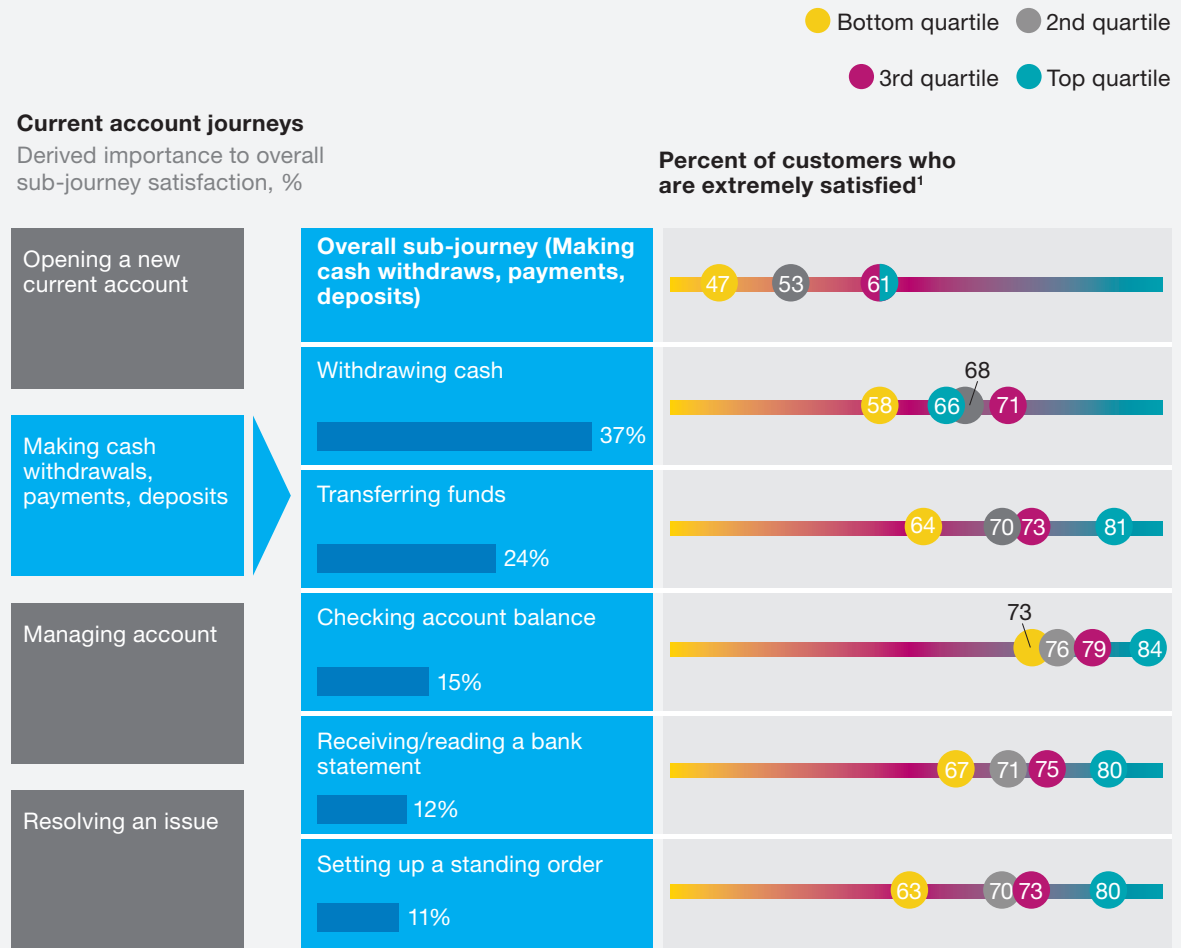 Bottom quartile
2nd quartile
3rd quartile
Top quartile
Current account journeys
Derived importance to overall
sub-journey satisfaction, %
Percent of customers who
are extremely satisfied¹
Opening a new
current account
Making cash
withdrawals,
payments, deposits
Managing account
Resolving an issue
Overall sub-journey (Making
cash withdraws, payments,
deposits)
47 53 61
Withdrawing cash
37%
68
58 66 71
Transferring funds
24%
64 70 73 81
Checking account balance
15%
73
76 79 84
Receiving/reading a bank
statement
12%
67 71 75 80
Setting up a standing order
11%
63 70 73 80